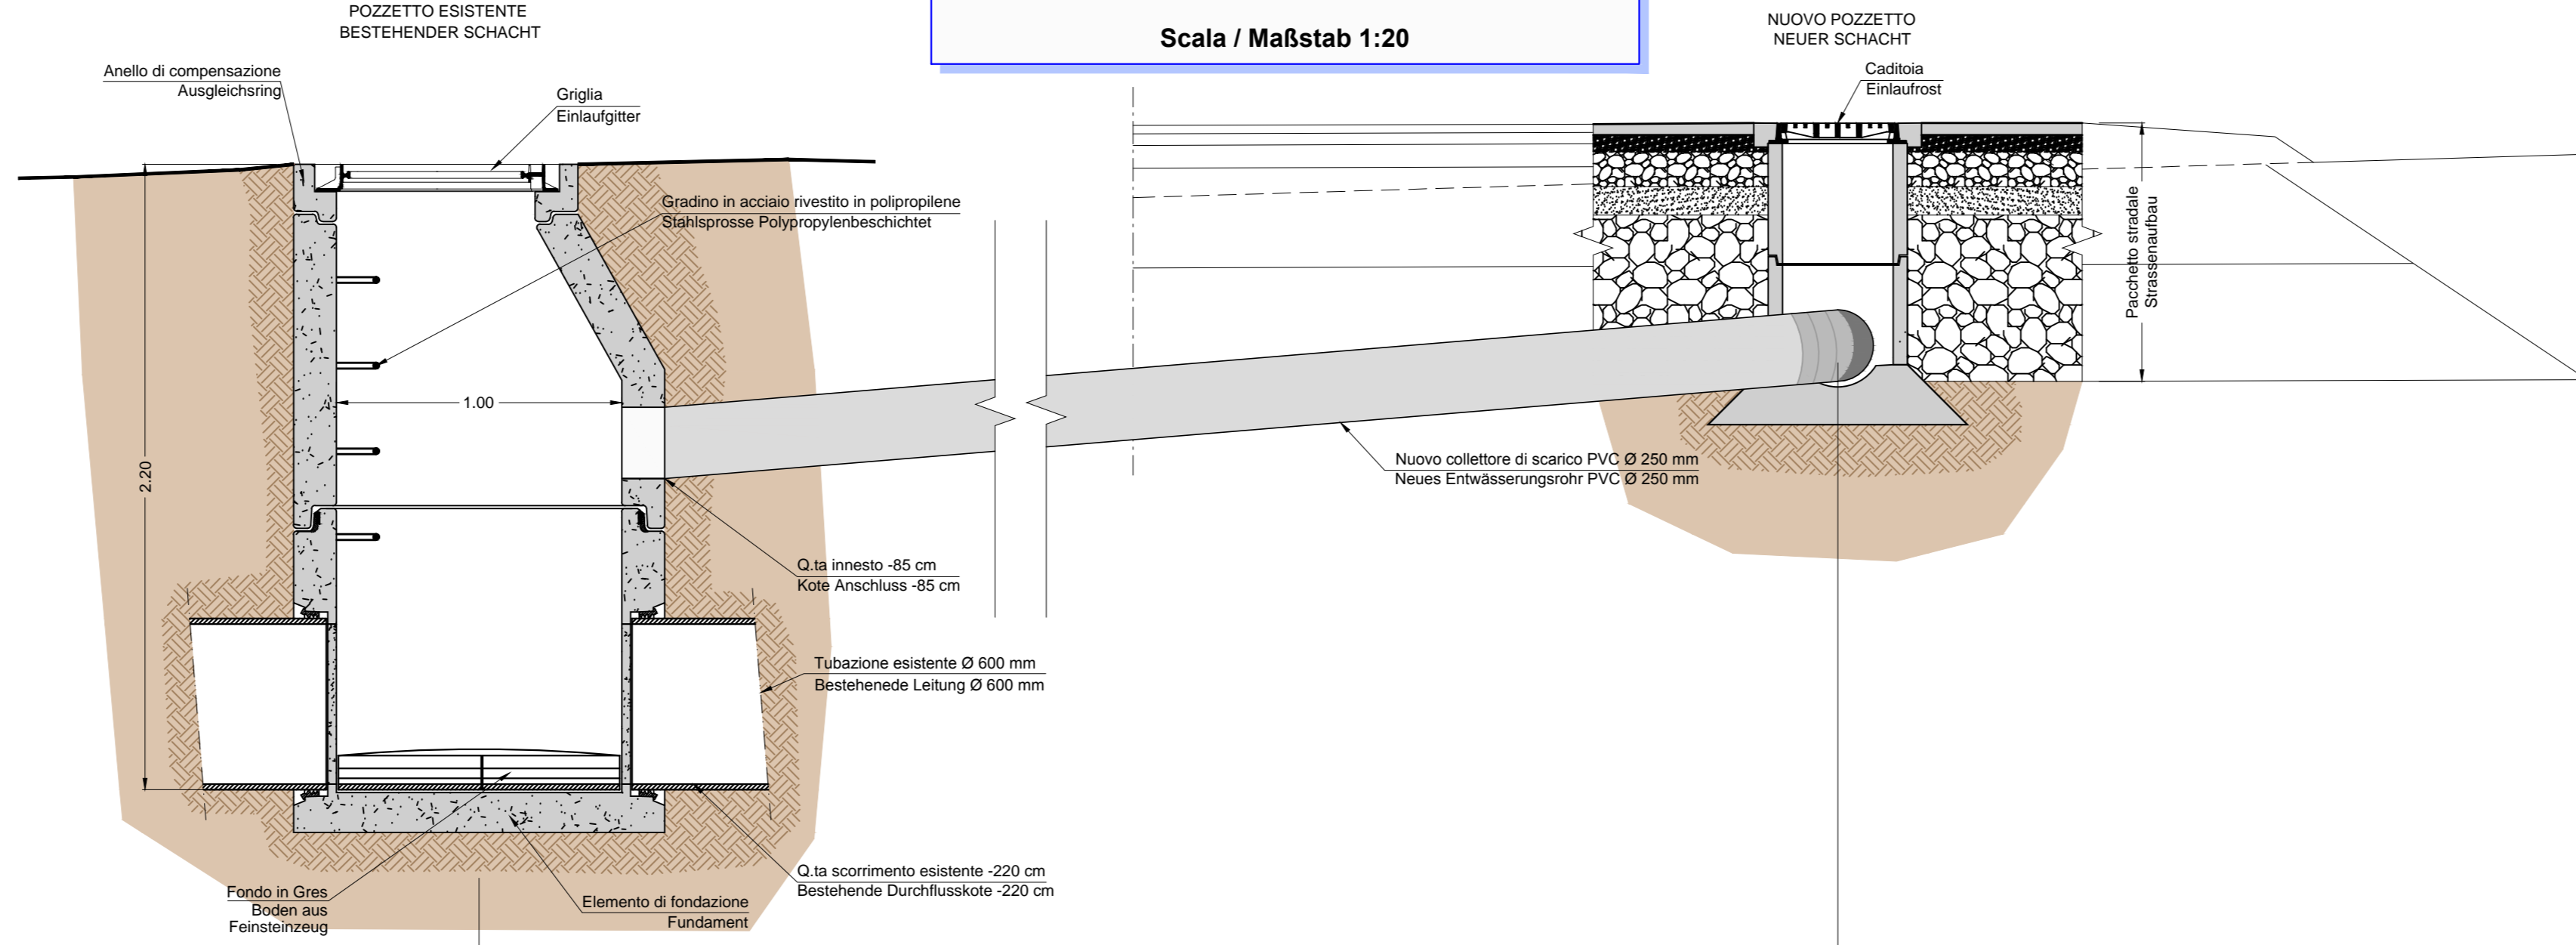 POZZETTO ESISTENTE
BESTEHENDER SCHACHT
Scala / Maßstab 1:20
NUOVO POZZETTO
NEUER SCHACHT
Anello di compensazione
Ausgleichsring
Griglia
Einlaufgitter
Caditoia
Einlaufrost
Gradino in acciaio rivestito in polipropilene
Stahlsprosse Polypropylenbeschichtet
Pacchetto stradale
Strassenaufbau
1.00
2.20
Nuovo collettore di scarico PVC Ø 250 mm
Neues Entwässerungsrohr PVC Ø 250 mm
Q.ta innesto -85 cm
Kote Anschluss -85 cm
Tubazione esistente Ø 600 mm
Bestehenede Leitung Ø 600 mm
Q.ta scorrimento esistente -220 cm
Bestehende Durchflusskote -220 cm
Fondo in Gres
Boden aus
Feinsteinzeug
Elemento di fondazione
Fundament